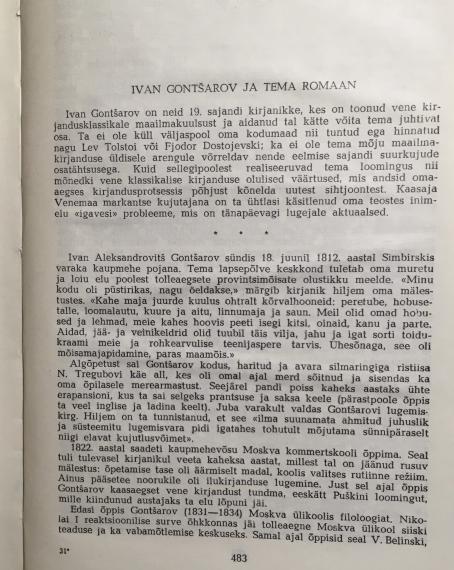 IVAN GONTŠAROV JA TEMA ROMAAN
Ivan Gontšarov on neid 19. sajandi kirjanikke, kes on toonud vene kir-
jandusklassikale maailmakuulsust ja aidanud tal kätte võita tema juhtivat
osa. Ta ei ole küll väljaspool oma kodumaad nii tuntud ega hinnatud
nagu Lev Tolstoi või Fjodor Dostojevski; ka ei ole tema mõju maailma-
kirjanduse üldisele arengule võrreldav nende eelmise sajandi suurkujude
osatähtsusega. Kuid sellegipoolest realiseeruvad tema loomingus nii
mõnedki vene klassikalise kirjanduse olulised väärtused, mis andsid oma-
aegses kirjandusprotsessis põhjust kõnelda uutest sihtjoontest. Kaasaja
Venemaa markantse kujutajana on ta ühtlasi käsitlenud oma teostes inim-
elu «igavesi» probleeme, mis on tänapäevagi lugejale aktuaalsed.
* * *
Ivan Aleksandrovitš Gontšarov sündis 18. juunil 1812. aastal Simbirskis
varaka kaupmehe pojana. Tema lapsepõlve keskkond tuletab oma muretu
ja loiu elu poolest tolleaegsete provintsimõisate olustikku meelde. «Minu
kodu oli püstirikas, nagu öeldakse,» märgib kirjanik hiljem oma mäles-
tustes. «Kahe maja juurde kuulus ohtralt kõrvalhooneid: peretube, hobuse-
talle, loomalautu, kuure ja aitu, linnumaja ja saun. Meil olid omad hobu-
sed ja lehmad, meie kahes hoovis peeti isegi kitsi, oinaid, kanu ja parte.
Aidad, jää- ja veinikeldrid olid tuubil täis vilja, jahu ja igat sorti toidu-
kraami meie ja rohkearvulise teenijaspere tarvis. Ühesõnaga, see oli
mõisamajapidamine, paras maamõis.»
Algõpetust sai Gontšarov kodus, haritud ja avara silmaringiga ristiisa
N. Tregubovi käe all, kes oli omal ajal merd sõitnud ja sisendas ka
oma õpilasele merearmastust. Seejärel pandi poiss kaheks aastaks ühte
erapansioni, kus ta sai selgeks prantsuse ja saksa keele (pärastpoole õppis
ta veel inglise ja ladina keelt). Juba varakult valdas Gontšarovi lugemis-
kirg. Hiljem on ta tunnistanud, et see «ilma suunamata ahmitud juhuslik
ja süsteemitu lugemisvara pidi igatahes tohutult mõjutama sünnipäraselt
niigi elavat kujutlusvõimet».
1822. aastal saadeti kaupmehevõsu Moskva kommertskooli õppima. Seal
tuli tulevasel kirjanikul veeta kaheksa aastat, millest tal on jäänud rusuv
mälestus: õpetamise tase oli äärmiselt madal, koolis valitses rutiinne režiim.
Ainus pääsetee noorukile oli ilukirjanduse lugemine. Just sel ajal õppis
Gontšarov kaasaegset vene kirjandust tundma, eeskätt Puškini loomingut,
mille kiindunud austajaks ta elu lõpuni jäi.
Edasi õppis Gontšarov (1831—1834) Moskva ülikoolis filoloogiat. Niko-
lai I reaktsioonilise surve õhkkonnas jäi tolleaegne Moskva ülikool siiski
teaduse ja ka vabamõtlemise keskuseks. Samal ajal õppisid seal V. Belinski,
31*
483